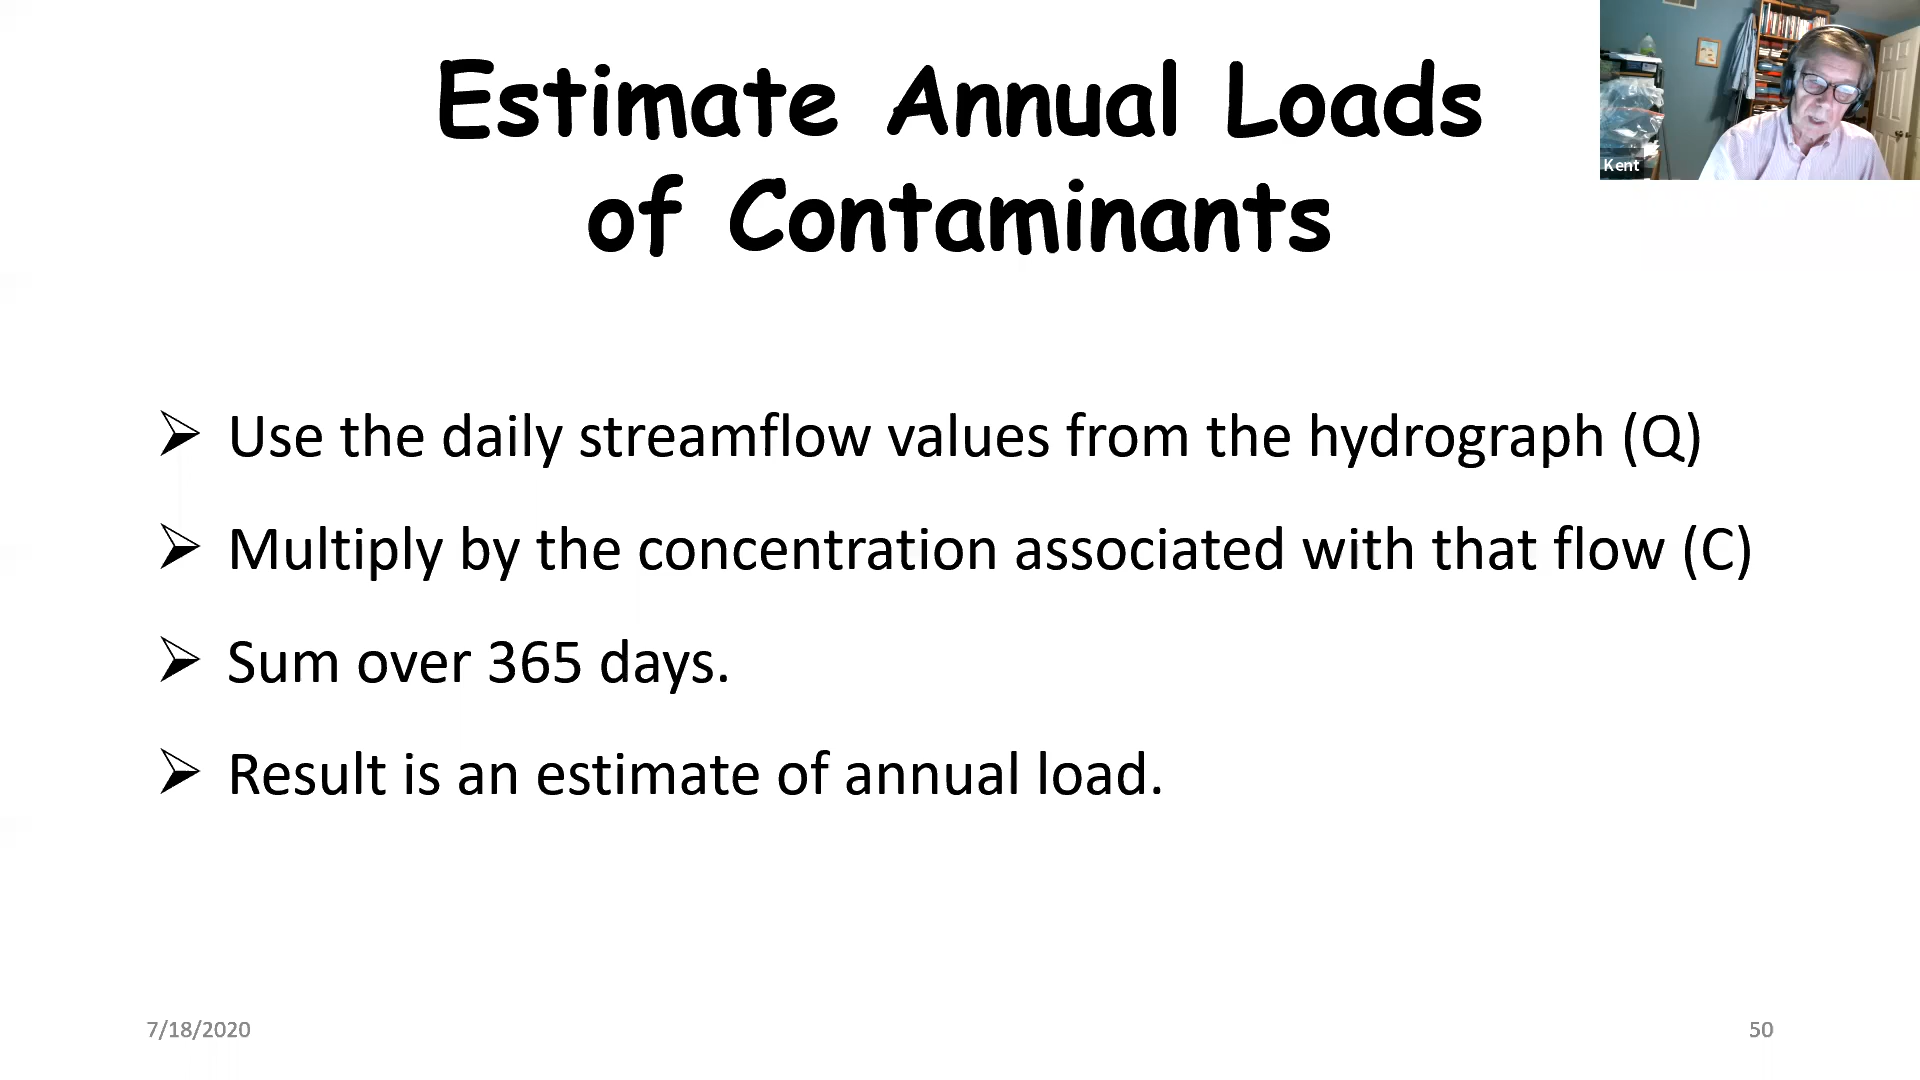 Estimate Annual Loads
of Contaminants
Kent
Use the daily streamflow values from the hydrograph (Q)
Multiply by the concentration associated with that flow (C)
Sum over 365 days.
Result is an estimate of annual load.
7/18/2020
50